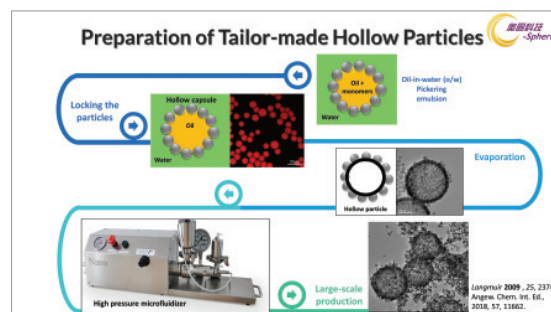 Preparation of Tailor-made Hollow Particles
-Sphere
Oil +
monomers
Water
Oil-in-water (o/w)
Pickering
emulsion
Locking the
particles
Hollow capsule
Oil
Water
Evaporation
Hollow particle
High pressure microfluidizer
Large-scale
production
Langmuir 2009 , 25,
Angew. Chem. Int. Ed.,
2018, 57, 11662.